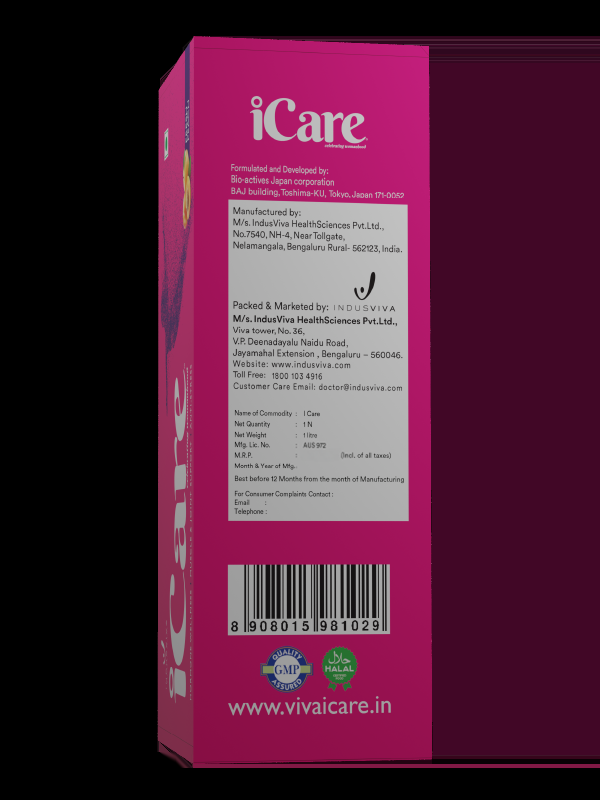 iCare
Formulated and Developed by:
Bio-actives Japan corporation
BAJ building, Toshima-KU, Tokyo, Japan 171-0052
Manufactured by:
M/s. IndusViva HealthSciences Pvt.Ltd.,
No.7540, NH-4, Near Tollgate,
Nelamangala, Bengaluru Rural- 562123, India.
Packed & Marketed by: INDUSVIVA
M/s. IndusViva HealthSciences Pvt.Ltd.,
Viva tower, No. 36,
V.P. Deenadayalu Naidu Road,
Jayamahal Extension , Bengaluru – 560046.
Website: www.indusviva.com
Toll Free: 1800 103 4916
Customer Care Email: doctor@indusviva.com
Name of Commodity : I Care
Net Quantity : 1 N
Net Weight : 1 litre
Mfg. Lic. No. : AUS 972
M.R.P. : (Incl. of all taxes)
Month & Year of Mfg..
Best before 12 Months from the month of Manufacturing
For Consumer Complaints Contact :
Email :
Telephone :
8 908015 981029
QUALITY
GMP
ASSURED
حلال
HALAL
www.vivaicare.in
iCare